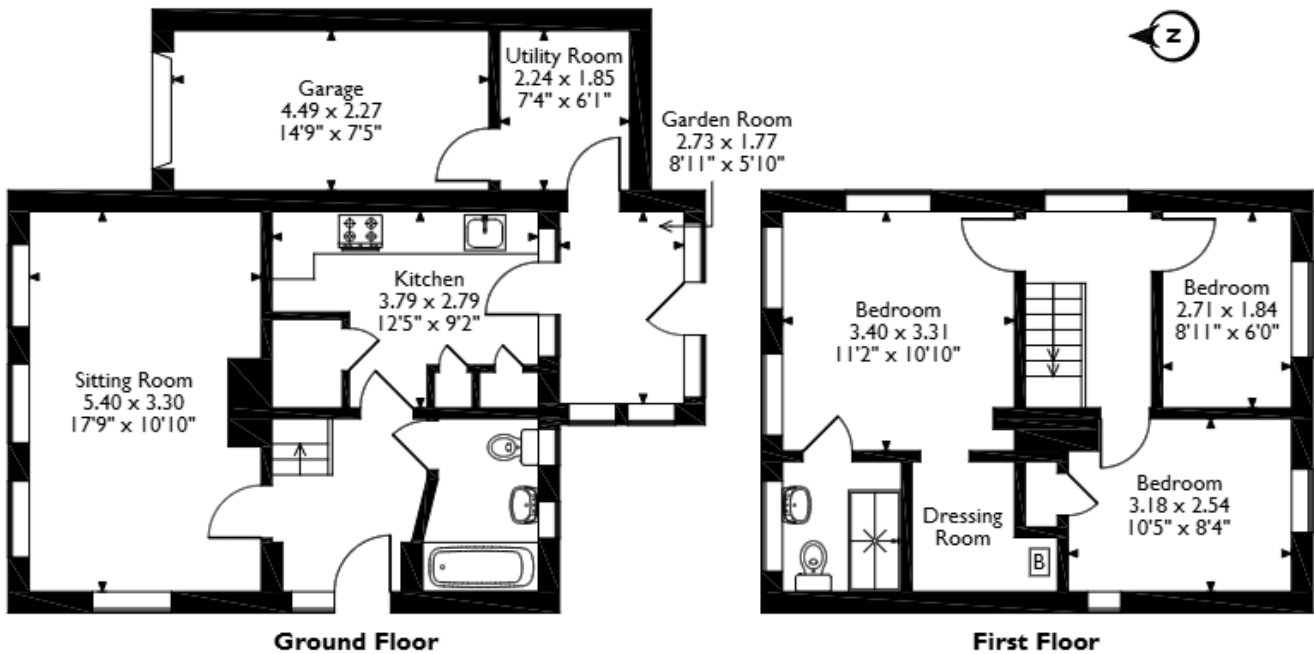 Garage
4.49 x 2.27
14'9" x 7'5"
Utility Room
2.24 x 1.85
7'4" x 6'1"
Garden Room
2.73 x 1.77
8'11" x 5'10"
Kitchen
3.79 x 2.79
12'5" x 9'2"
Sitting Room
5.40 x 3.30
17'9" x 10'10"
Ground Floor
N
Bedroom
3.40 x 3.31
11'2" x 10'10"
Bedroom
2.71 x 1.84
8'11" x 6'0"
Bedroom
3.18 x 2.54
10'5" x 8'4"
Dressing
Room
B
First Floor